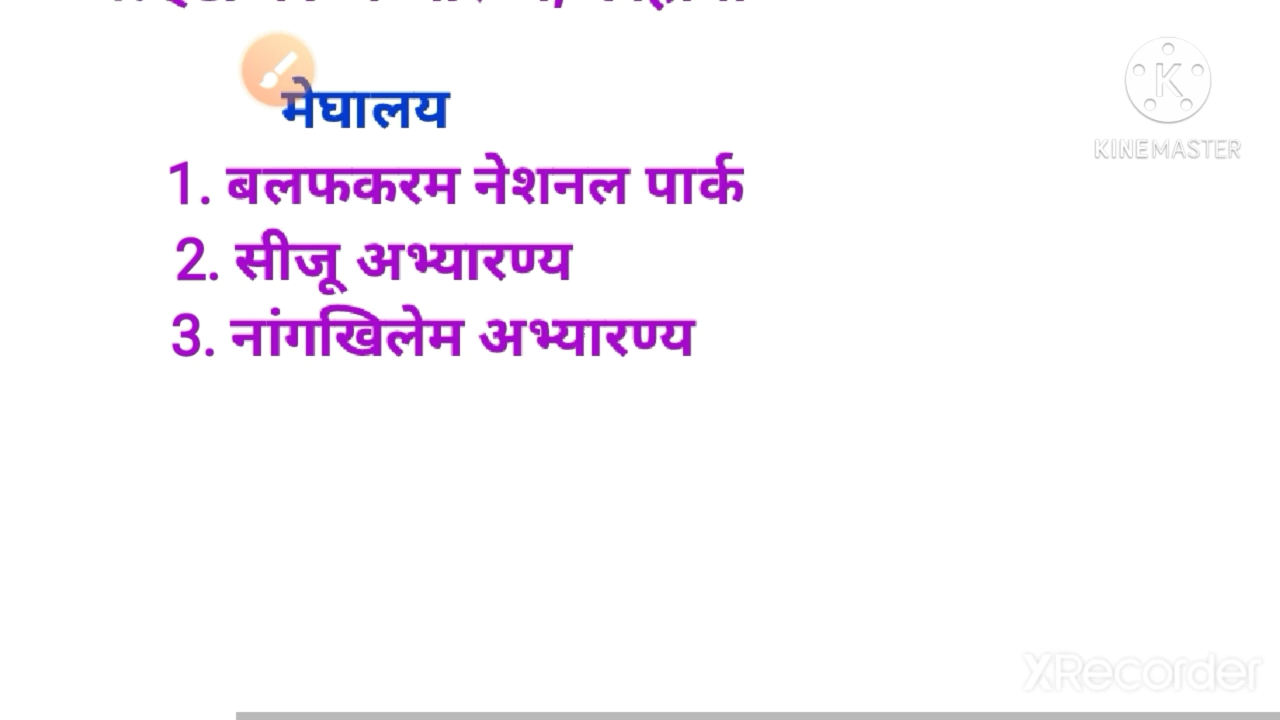 मेघालय
1. बलफकरम नेशनल पार्क
2. सीजू अभ्यारण्य
3. नांगखिलेम अभ्यारण्य
K
KINEMASTER
XRecorder